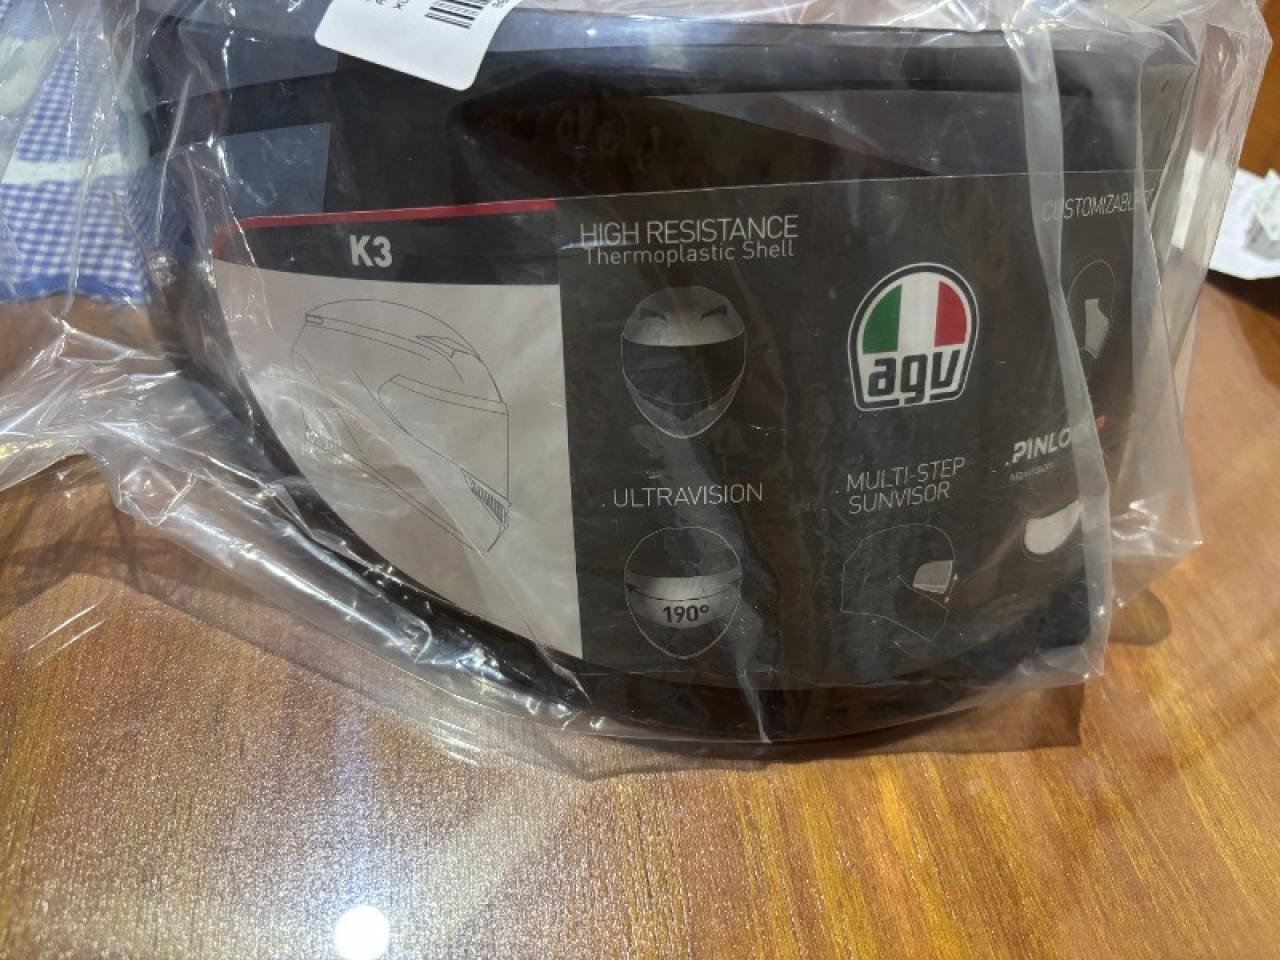 K3
HIGH RESISTANCE
Thermoplastic Shell
agv
ULTRAVISION
190°
MULTI-STEP
SUNVISOR